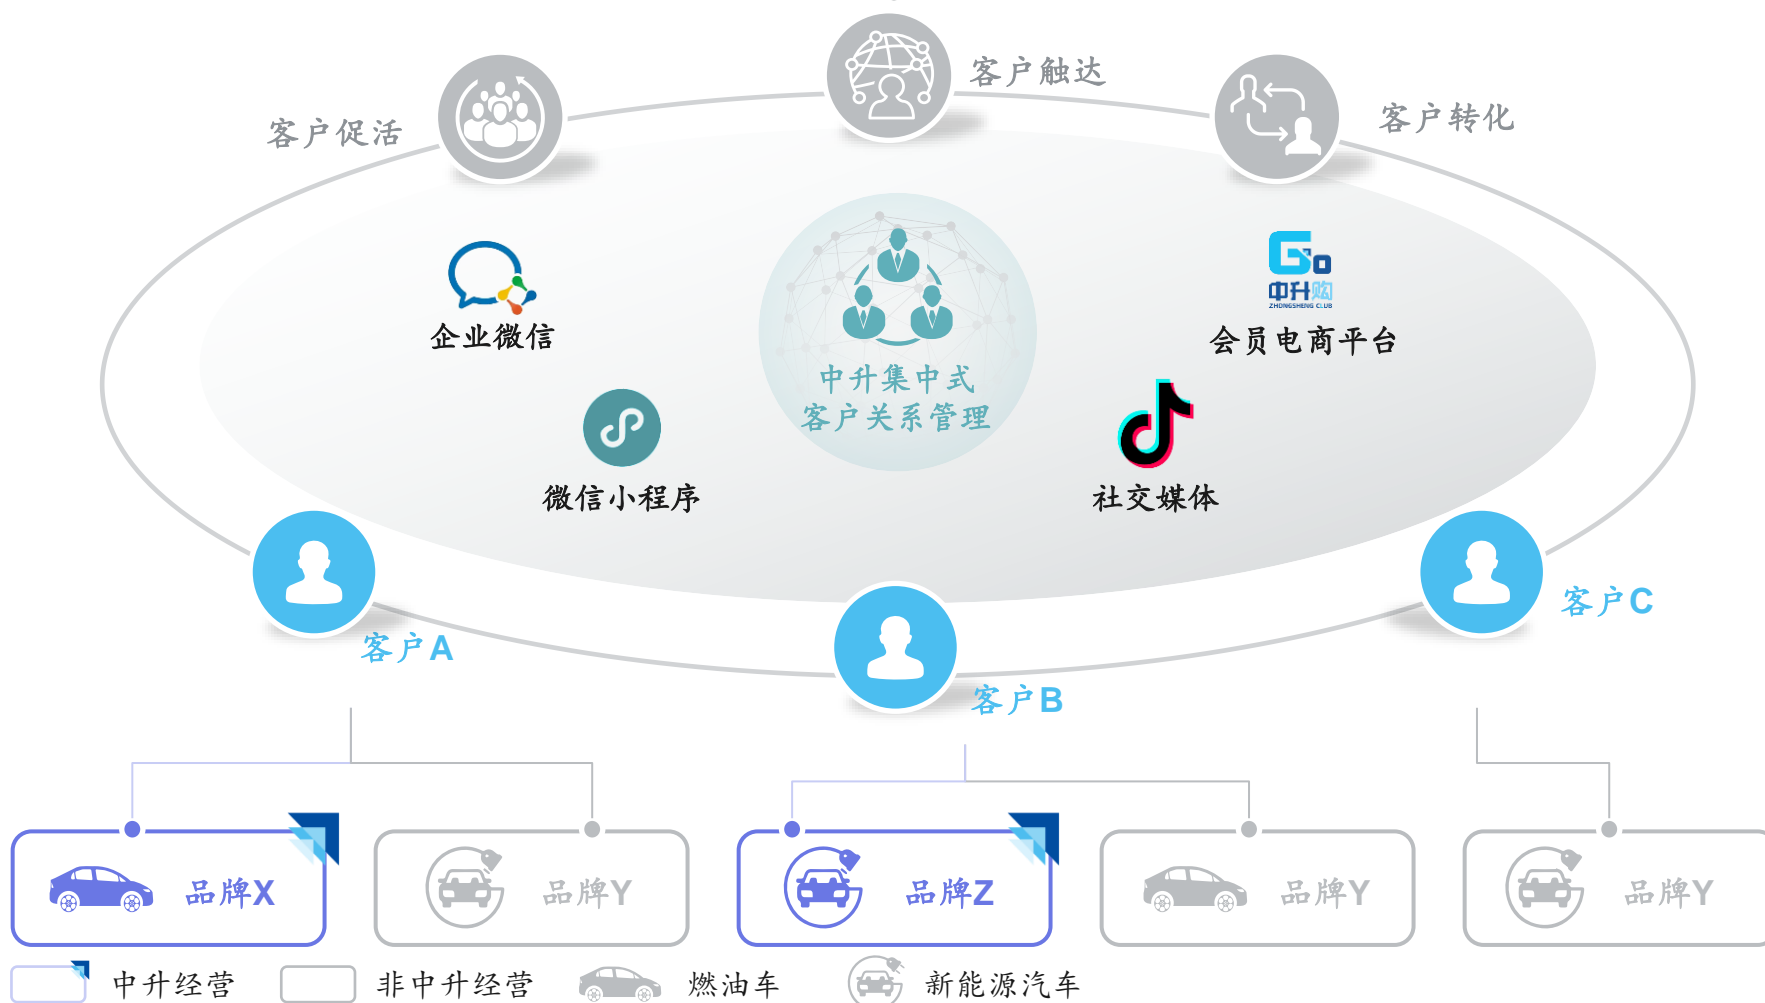 客户触达
客户促活
客户转化
Go
中升购
ZHONGSHENG CLUB
企业微信
会员电商平台
中升集中式
客户关系管理
微信小程序
社交媒体
客户A
客户B
客户C
品牌X
品牌Y
品牌Z
品牌Y
品牌Y
中升经营
非中升经营
燃油车
新能源汽车